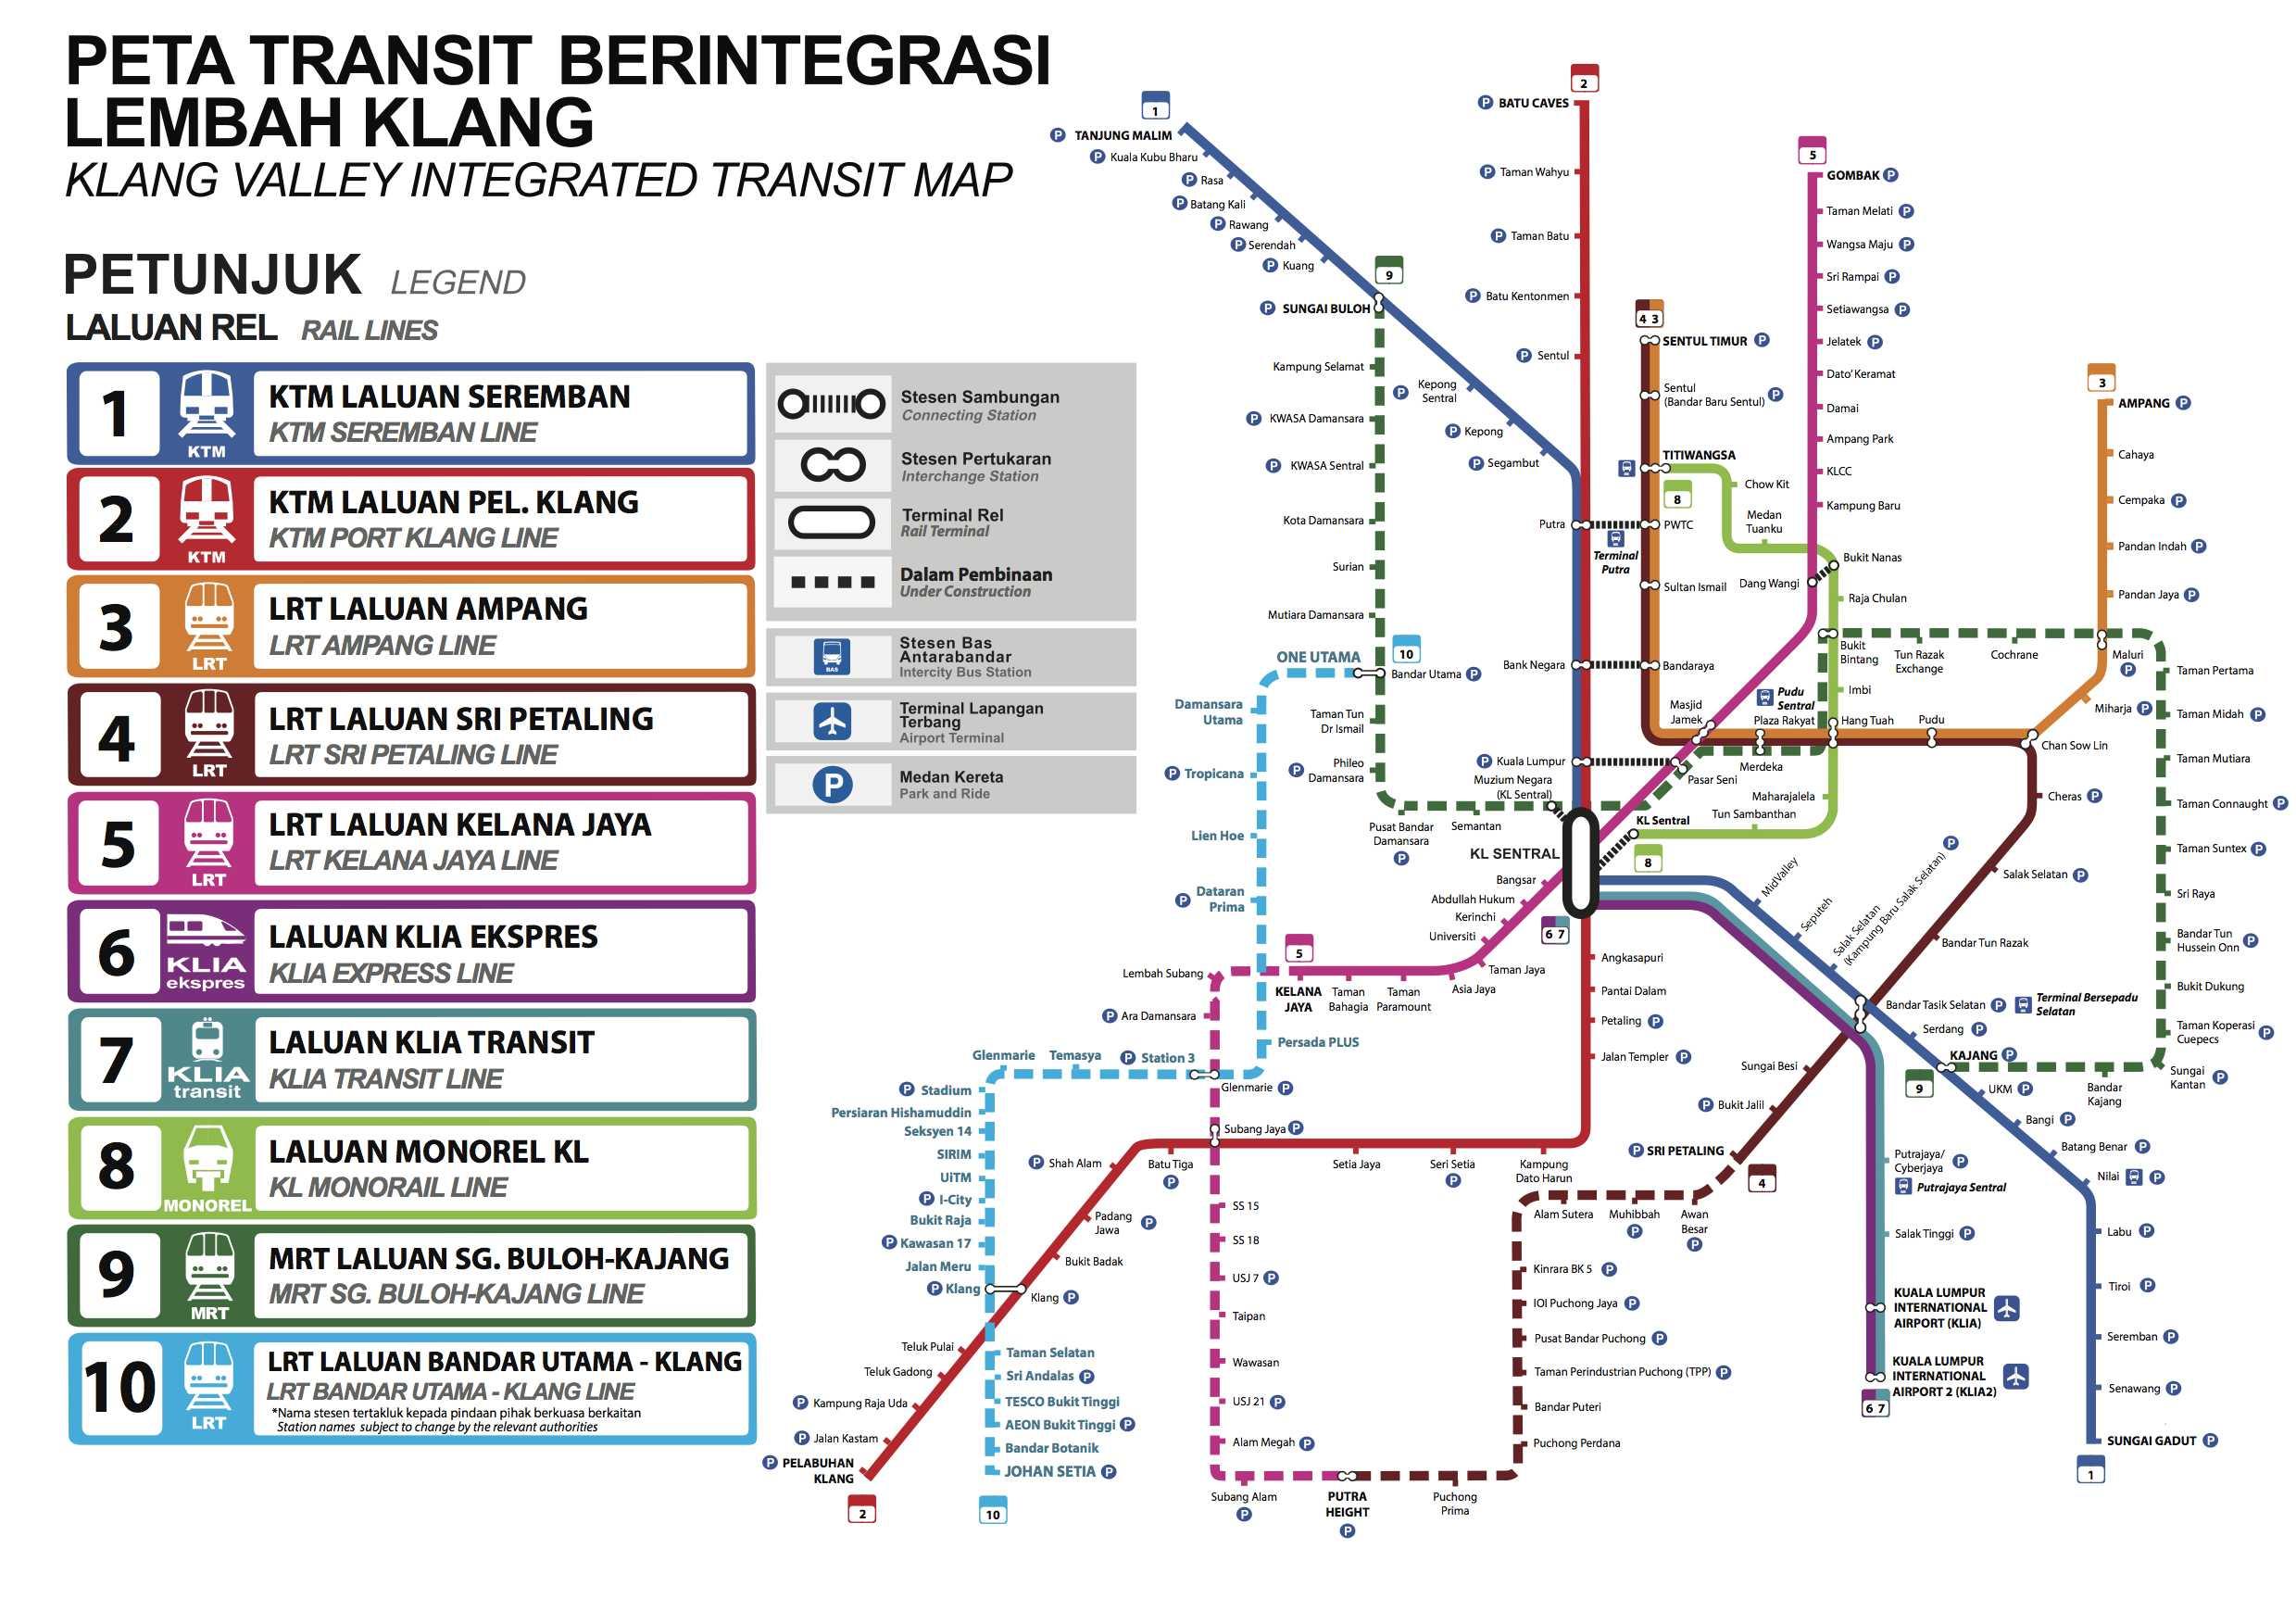 PETA TRANSIT BERINTEGRASI
LEMBAH KLANG
KLANG VALLEY INTEGRATED TRANSIT MAP
PETUNJUK LEGEND
LALUAN REL RAIL LINES
1
KTM
KTM LALUAN SEREMBAN
KTM SEREMBAN LINE
2
KTM
KTM LALUAN PEL. KLANG
KTM PORT KLANG LINE
3
LRT
LRT LALUAN AMPANG
LRT AMPANG LINE
4
LRT
LRT LALUAN SRI PETALING
LRT SRI PETALING LINE
5
LRT
LRT LALUAN KELANA JAYA
LRT KELANA JAYA LINE
6
KLIA
ekspres
LALUAN KLIA EKSPRES
KLIA EXPRESS LINE
7
KLIA
transit
LALUAN KLIA TRANSIT
KLIA TRANSIT LINE
8
MONOREL
LALUAN MONOREL KL
KL MONORAIL LINE
9
MRT
MRT LALUAN SG. BULOH-KAJANG
MRT SG. BULOH-KAJANG LINE
10
LRT
LRT LALUAN BANDAR UTAMA - KLANG
LRT BANDAR UTAMA - KLANG LINE
*Nama stesen tertakluk kepada pindaan pihak berkuasa berkaitan
Station names subject to change by the relevant authorities
Stesen Sambungan
Connecting Station
Stesen Pertukaran
Interchange Station
Terminal Rel
Rail Terminal
Dalam Pembinaan
Under Construction
BAS
Stesen Bas
Antarabandar
Intercity Bus Station
Terminal Lapangan
Terbang
Airport Terminal
P
Medan Kereta
Park and Ride
1
P TANJUNG MALIM
P Kuala Kubu Bharu
P Rasa
P Batang Kali
P Rawang
P Serendah
P Kuang
9
P SUNGAI BULOH
P Kepong
Sentral
P Kepong
P Segambut
2
P BATU CAVES
P Taman Wahyu
P Taman Batu
P Batu Kentonmen
P Sentul
Putra
Bank Negara
P Kuala Lumpur
Kampung Selamat
P KWASA Damansara
P KWASA Sentral
Kota Damansara
Surian
Mutiara Damansara
10
ONE UTAMA
Bandar Utama P
Taman Tun
Dr Ismail
P Phileo
Damansara
Pusat Bandar
Damansara
P
Semantan
Muzium Negara
(KL Sentral)
KL SENTRAL
4 3
SENTUL TIMUR P
Sentul
(Bandar Baru Sentul) P
TITIWANGSA
8
PWTC
Terminal
Putra
Sultan Ismail
Bandaraya
Masjid
Jamek
Plaza Rakyat
Pudu
Sentral
Hang Tuah
Pudu
Chan Sow Lin
Merdeka
Pasar Seni
Chow Kit
Medan
Tuanku
Bukit Nanas
Raja Chulan
Bukit
Bintang
Imbi
Maharajalela
Tun Sambanthan
KL Sentral
8
5
GOMBAK P
Taman Melati P
Wangsa Maju P
Sri Rampai P
Setiawangsa P
Jelatek P
Dato' Keramat
Damai
Ampang Park
KLCC
Kampung Baru
Dang Wangi
3
AMPANG P
Cahaya
Cempaka P
Pandan Indah P
Pandan Jaya P
Maluri
P
Miharja P
Tun Razak
Exchange
Cochrane
Taman Pertama
Taman Midah P
Taman Mutiara
Taman Connaught P
Taman Suntex P
Sri Raya
Bandar Tun
Hussein Onn P
Bukit Dukung
Taman Koperasi
Cuepecs P
Sungai
Kantan P
Bandar
Kajang
KAJANG P
9
Cheras P
Salak Selatan P
Bandar Tun Razak
MidValley
Seputeh
Salak Selatan
(Kampung Baru Salak Selatan) P
Bandar Tasik Selatan P Terminal Bersepadu
Selatan
Serdang P
UKM P
Bangi P
Batang Benar P
Nilai P
Labu P
Tiroi P
Seremban P
Senawang P
SUNGAI GADUT P
1
Sungai Besi
P Bukit Jalil
P SRI PETALING
4
Putrajaya/
Cyberjaya P
Putrajaya Sentral
Salak Tinggi P
KUALA LUMPUR
INTERNATIONAL
AIRPORT (KLIA)
KUALA LUMPUR
INTERNATIONAL
AIRPORT 2 (KLIA2)
6 7
6 7
Bangsar
Abdullah Hukum
Kerinchi
Universiti
Taman Jaya
Asia Jaya
Taman
Paramount
Taman
Bahagia
KELANA
JAYA
5
Lembah Subang
P Ara Damansara
Glenmarie P
Subang Jaya P
SS 15
SS 18
USJ 7 P
Taipan
Wawasan
USJ 21 P
Alam Megah P
Subang Alam
P
PUTRA
HEIGHT
P
Puchong
Prima
Puchong Perdana
Bandar Puteri
Taman Perindustrian Puchong (TPP) P
Pusat Bandar Puchong P
IOI Puchong Jaya P
Kinrara BK 5 P
Alam Sutera
Muhibbah
P
Awan
Besar
P
Angkasapuri
Pantai Dalam
Petaling P
Jalan Templer P
Kampung
Dato Harun
Seri Setia
P
Setia Jaya
Batu Tiga
P
P Shah Alam
Padang
Jawa P
Bukit Badak
Klang P
Teluk Pulai
Teluk Gadong
P Kampung Raja Uda
P Jalan Kastam
P PELABUHAN
KLANG
2
Damansara
Utama
P Tropicana
Lien Hoe
P Dataran
Prima
Persada PLUS
P Station 3
Temasya
Glenmarie
P Stadium
Persiaran Hishamuddin
Seksyen 14
SIRIM
UiTM
P I-City
Bukit Raja
P Kawasan 17
Jalan Meru
P Klang
Taman Selatan
Sri Andalas P
TESCO Bukit Tinggi
AEON Bukit Tinggi P
Bandar Botanik
JOHAN SETIA P
10